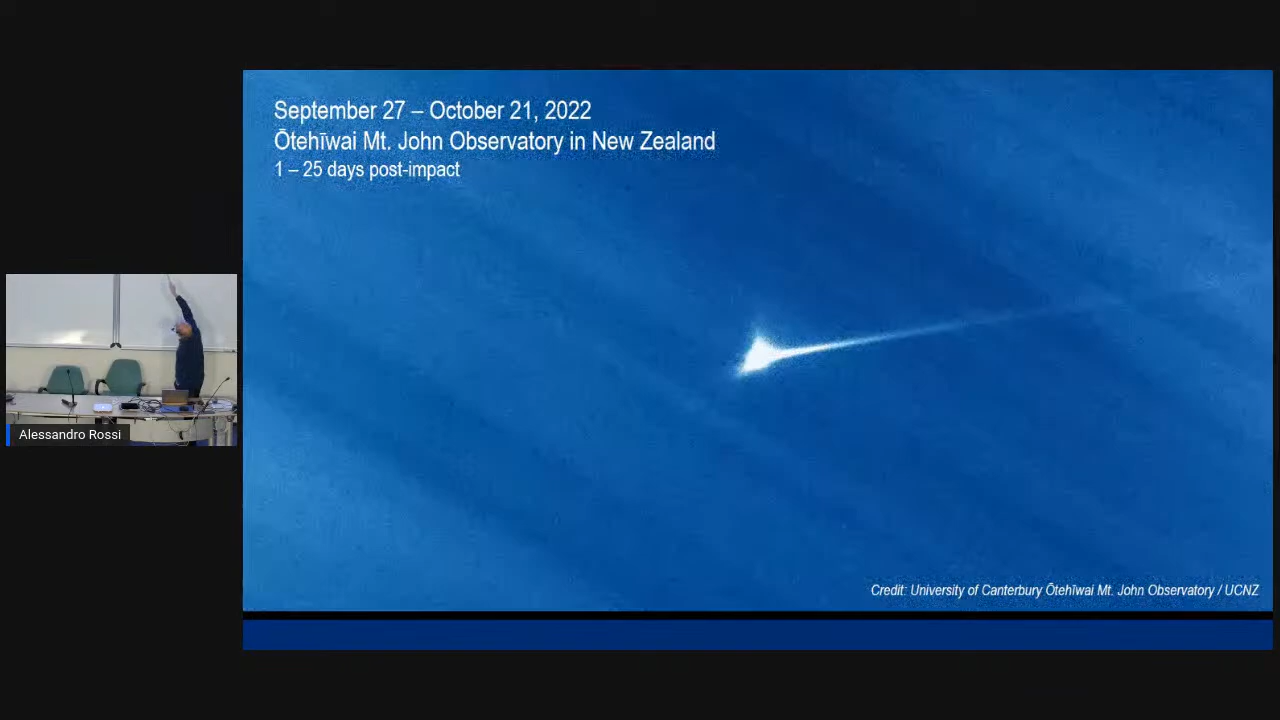 September 27 – October 21, 2022
Ōtehīwai Mt. John Observatory in New Zealand
1 – 25 days post-impact
Alessandro Rossi
Credit: University of Canterbury Ōtehīwai Mt. John Observatory / UCNZ